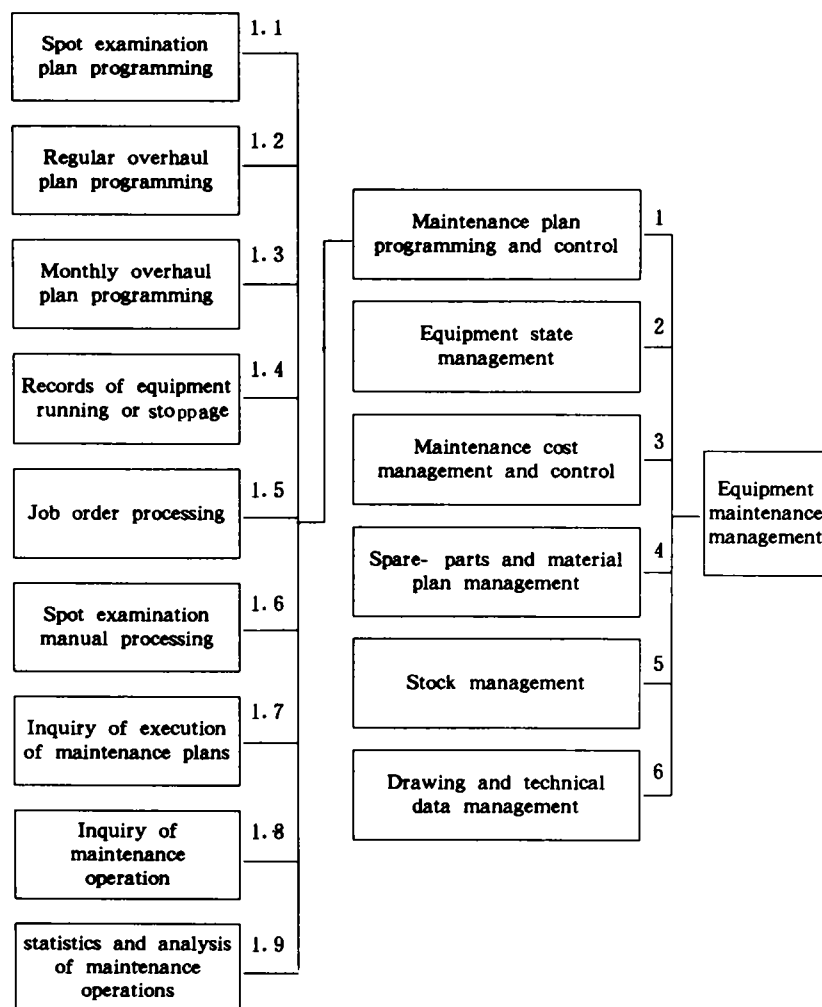 Spot examination
plan programming
1.1
Regular overhaul
plan programming
1.2
Monthly overhaul
plan programming
1.3
Records of equipment
running or stoppage
1.4
Job order processing
1.5
Spot examination
manual processing
1.6
Inquiry of execution
of maintenance plans
1.7
Inquiry of
maintenance
operation
1.8
statistics and analysis
of maintenance
operations
1.9
Maintenance plan
programming and control
1
Equipment state
management
2
Maintenance cost
management and control
3
Spare- parts and material
plan management
4
Stock management
5
Drawing and technical
data management
6
Equipment
maintenance
management